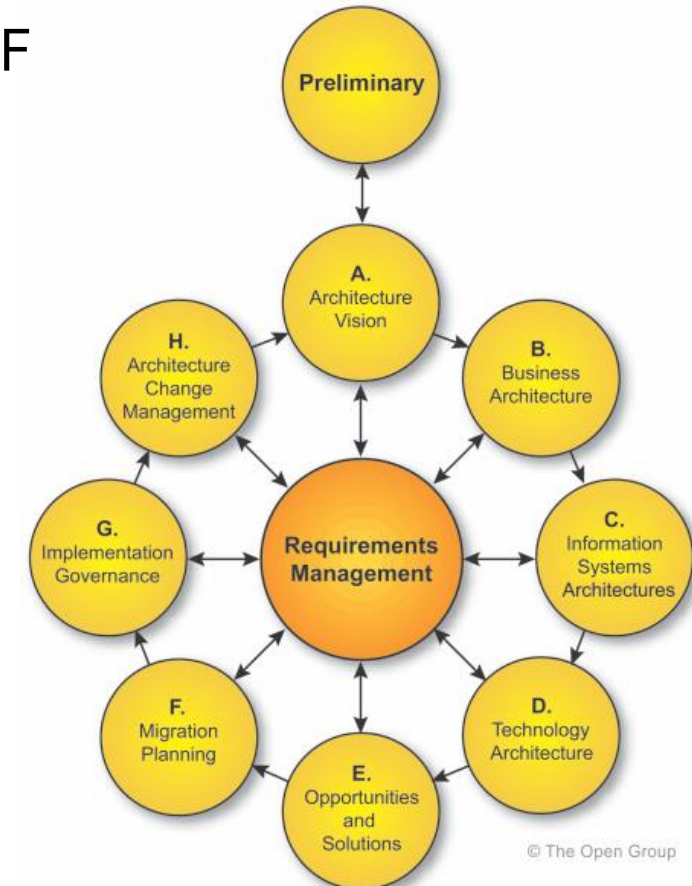 F
Preliminary
A.
Architecture
Vision
B.
Business
Architecture
C.
Information
Systems
Architectures
D.
Technology
Architecture
E.
Opportunities
and
Solutions
F.
Migration
Planning
G.
Implementation
Governance
H.
Architecture
Change
Management
Requirements
Management
© The Open Group